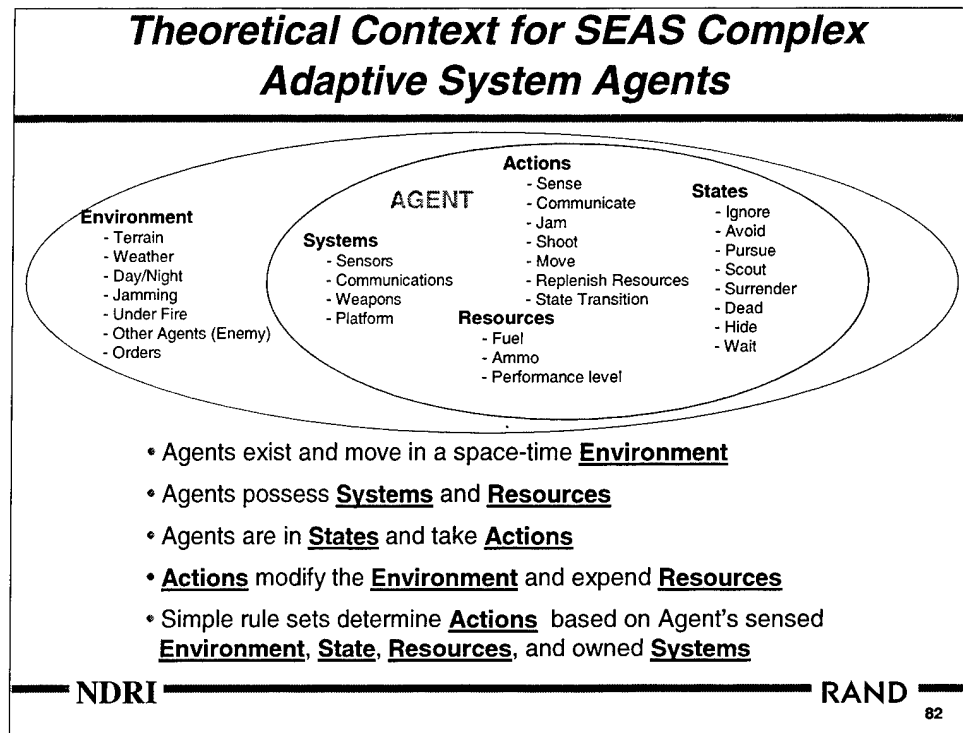 Theoretical Context for SEAS Complex
Adaptive System Agents
Environment
- Terrain
- Weather
- Day/Night
- Jamming
- Under Fire
- Other Agents (Enemy)
- Orders
AGENT
Systems
- Sensors
- Communications
- Weapons
- Platform
Actions
- Sense
- Communicate
- Jam
- Shoot
- Move
- Replenish Resources
- State Transition
Resources
- Fuel
- Ammo
- Performance level
States
- Ignore
- Avoid
- Pursue
- Scout
- Surrender
- Dead
- Hide
- Wait
• Agents exist and move in a space-time Environment
• Agents possess Systems and Resources
• Agents are in States and take Actions
• Actions modify the Environment and expend Resources
• Simple rule sets determine Actions based on Agent's sensed
Environment, State, Resources, and owned Systems
NDRI
RAND
82